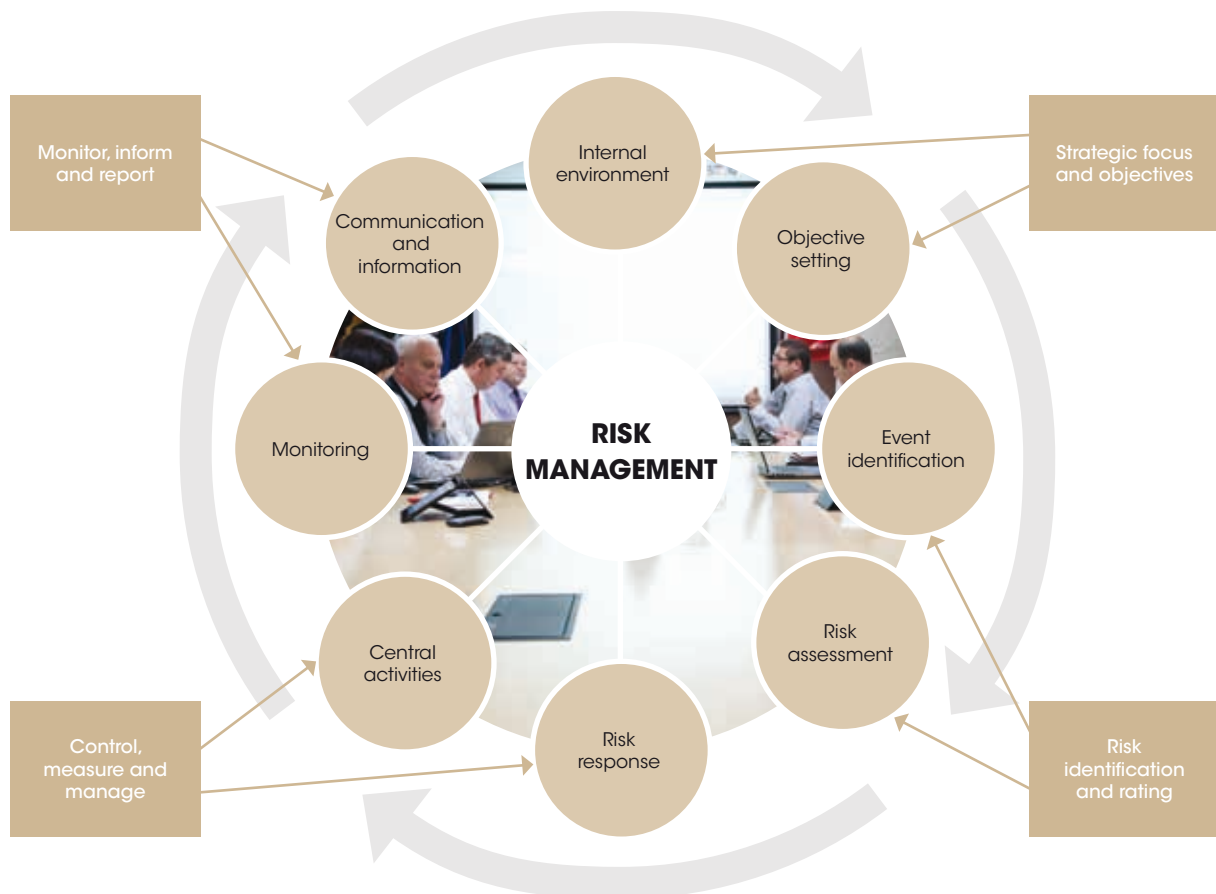 Monitor, inform
and report
Strategic focus
and objectives
Internal
environment
Objective
setting
Communication
and
information
RISK
MANAGEMENT
Monitoring
Event
identification
Central
activities
Risk
response
Risk
assessment
Control,
measure and
manage
Risk
identification
and rating